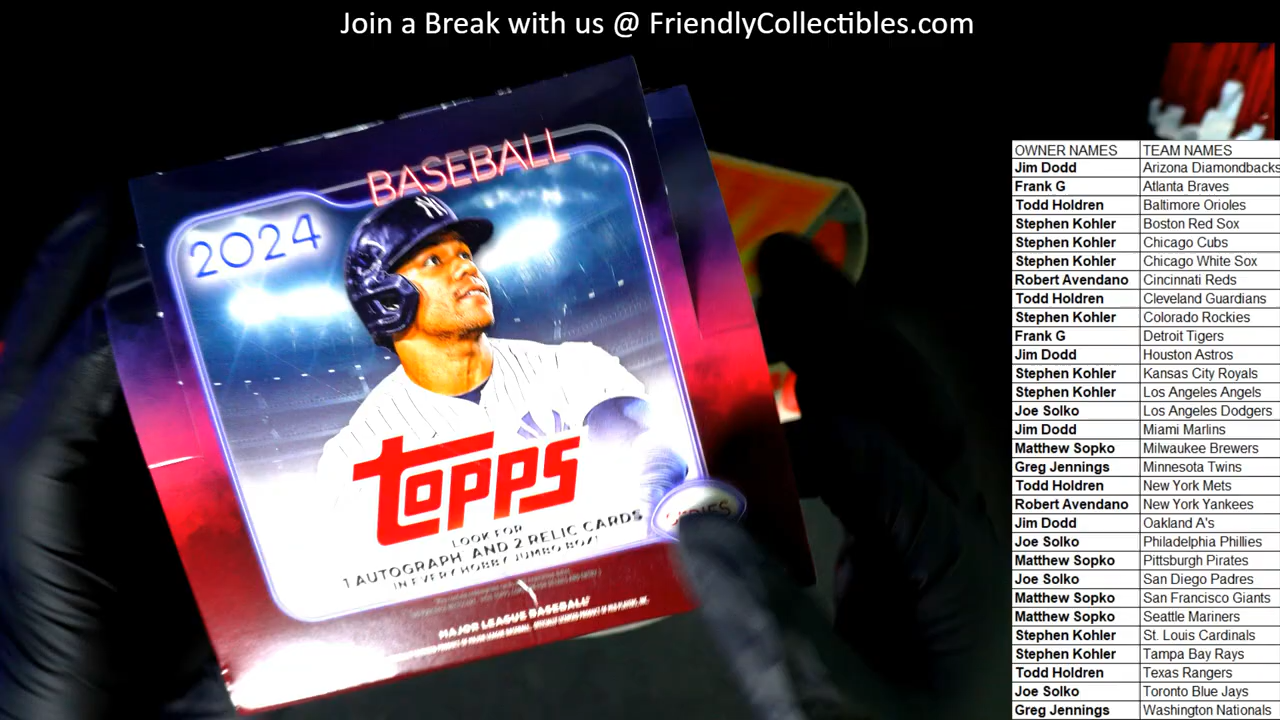 Join a Break with us @ FriendlyCollectibles.com
BASEBALL
2024
TOPPS
SERIES
LOOK FOR
1 AUTOGRAPH AND 2 RELIC CARDS
IN EVERY HOBBY JUMBO BOX!
MAJOR LEAGUE BASEBALL
OWNER NAMES TEAM NAMES
Jim Dodd Arizona Diamondbacks
Frank G Atlanta Braves
Todd Holdren Baltimore Orioles
Stephen Kohler Boston Red Sox
Stephen Kohler Chicago Cubs
Stephen Kohler Chicago White Sox
Robert Avendano Cincinnati Reds
Todd Holdren Cleveland Guardians
Stephen Kohler Colorado Rockies
Frank G Detroit Tigers
Jim Dodd Houston Astros
Stephen Kohler Kansas City Royals
Stephen Kohler Los Angeles Angels
Joe Solko Los Angeles Dodgers
Jim Dodd Miami Marlins
Matthew Sopko Milwaukee Brewers
Greg Jennings Minnesota Twins
Todd Holdren New York Mets
Robert Avendano New York Yankees
Jim Dodd Oakland A's
Joe Solko Philadelphia Phillies
Matthew Sopko Pittsburgh Pirates
Joe Solko San Diego Padres
Matthew Sopko San Francisco Giants
Matthew Sopko Seattle Mariners
Stephen Kohler St. Louis Cardinals
Stephen Kohler Tampa Bay Rays
Todd Holdren Texas Rangers
Joe Solko Toronto Blue Jays
Greg Jennings Washington Nationals